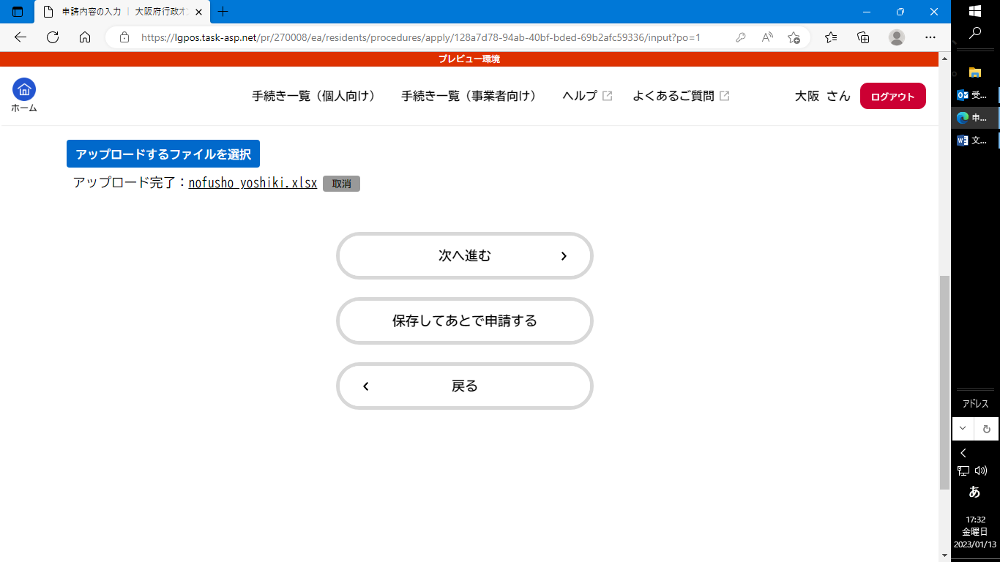 申請内容の入力 | 大阪府行政オン
https://lgpos.task-asp.net/pr/270008/ea/residents/procedures/apply/128a7d78-94ab-40bf-bded-69b2afc59336/input?po=1
プレビュー環境
ホーム
手続き一覧（個人向け） 手続き一覧（事業者向け） ヘルプ よくあるご質問 大阪 さん ログアウト
アップロードするファイルを選択
アップロード完了：nofusho_yoshiki.xlsx 取消
次へ進む
保存してあとで申請する
戻る
受...
申...
文...
アドレス
あ
17:32
金曜日
2023/01/13